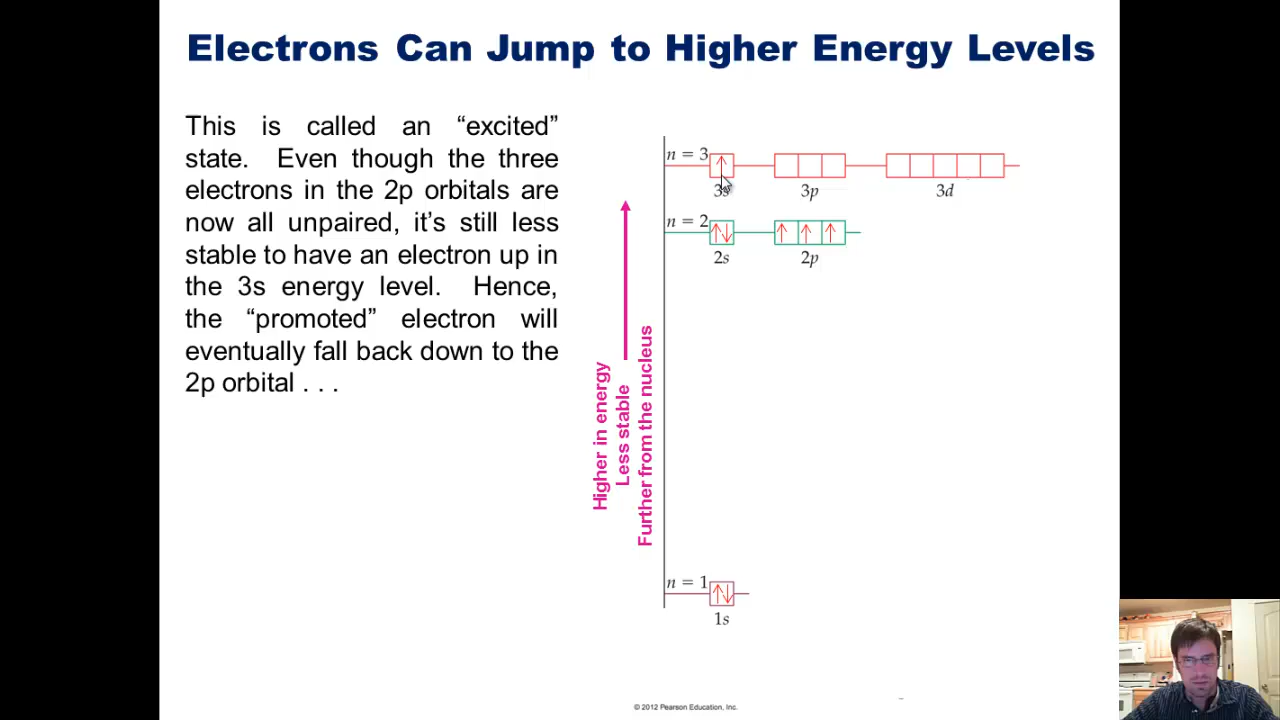 Electrons Can Jump to Higher Energy Levels
This is called an “excited”
state. Even though the three
electrons in the 2p orbitals are
now all unpaired, it’s still less
stable to have an electron up in
the 3s energy level. Hence,
the “promoted” electron will
eventually fall back down to the
2p orbital . . .
Higher in energy
Less stable
Further from the nucleus
n = 3
3s
3p
3d
n = 2
2s
2p
n = 1
1s
© 2012 Pearson Education, Inc.